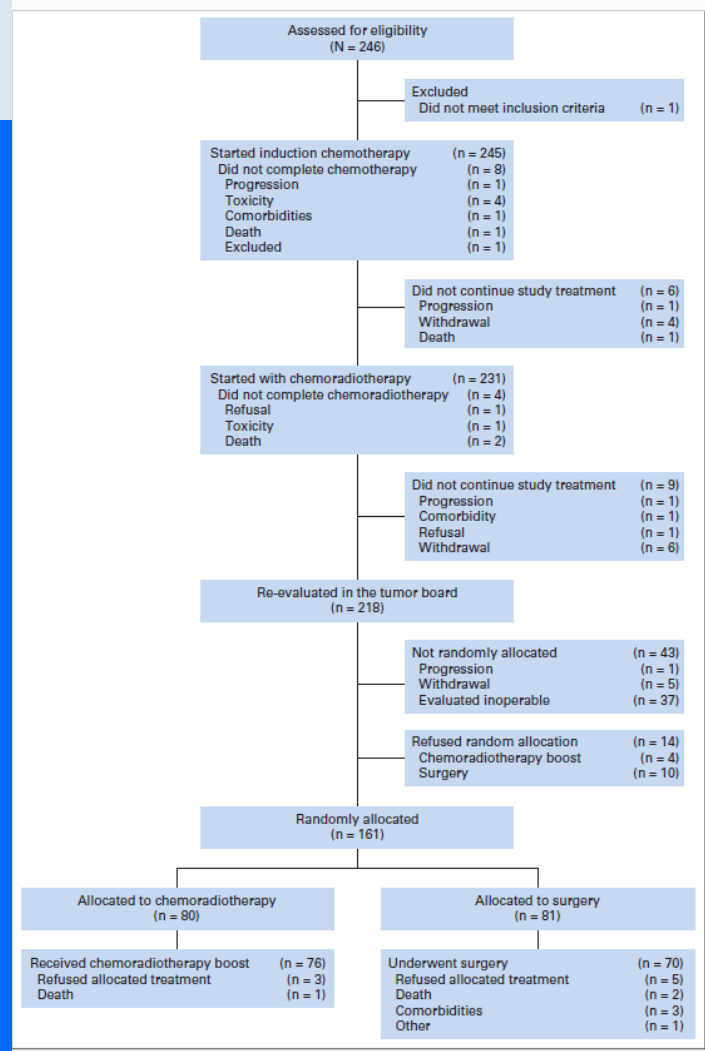 Assessed for eligibility
(N = 246)
Excluded
Did not meet inclusion criteria (n = 1)
Started induction chemotherapy (n = 245)
Did not complete chemotherapy (n = 8)
Progression (n = 1)
Toxicity (n = 4)
Comorbidities (n = 1)
Death (n = 1)
Excluded (n = 1)
Did not continue study treatment (n = 6)
Progression (n = 1)
Withdrawal (n = 4)
Death (n = 1)
Started with chemoradiotherapy (n = 231)
Did not complete chemoradiotherapy (n = 4)
Refusal (n = 1)
Toxicity (n = 1)
Death (n = 2)
Did not continue study treatment (n = 9)
Progression (n = 1)
Comorbidity (n = 1)
Refusal (n = 1)
Withdrawal (n = 6)
Re-evaluated in the tumor board
(n = 218)
Not randomly allocated (n = 43)
Progression (n = 1)
Withdrawal (n = 5)
Evaluated inoperable (n = 37)
Refused random allocation (n = 14)
Chemoradiotherapy boost (n = 4)
Surgery (n = 10)
Randomly allocated
(n = 161)
Allocated to chemoradiotherapy
(n = 80)
Received chemoradiotherapy boost (n = 76)
Refused allocated treatment (n = 3)
Death (n = 1)
Allocated to surgery
(n = 81)
Underwent surgery (n = 70)
Refused allocated treatment (n = 5)
Death (n = 2)
Comorbidities (n = 3)
Other (n = 1)